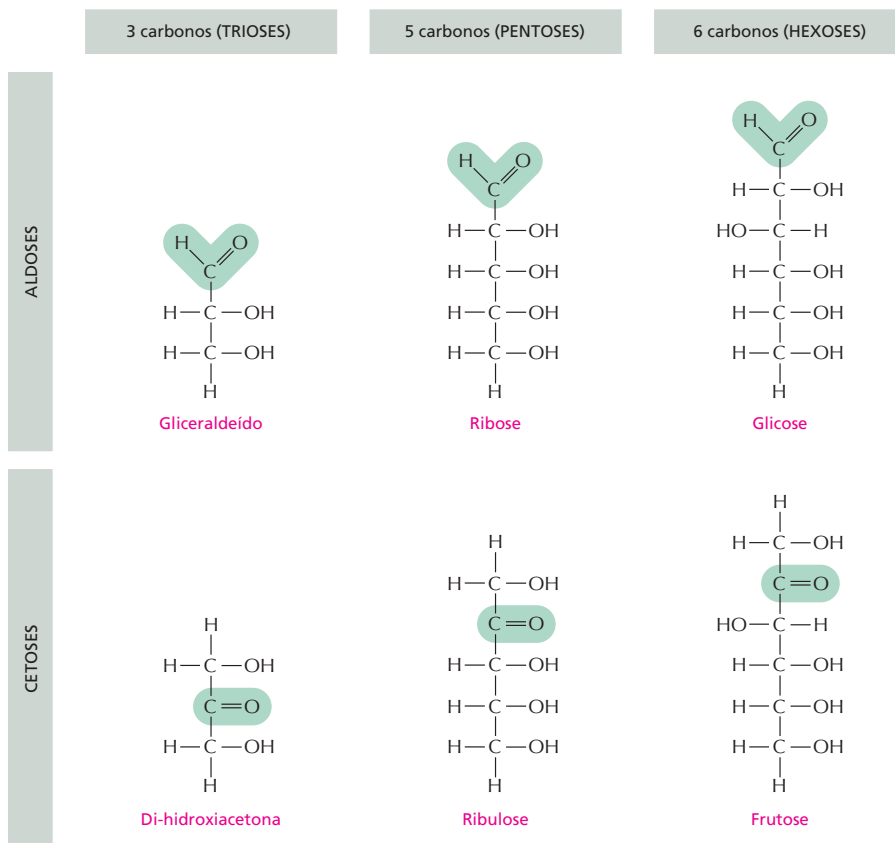 3 carbonos (TRIOSES)
5 carbonos (PENTOSES)
6 carbonos (HEXOSES)
ALDOSES
H O
C
H—C—OH
H—C—OH
H
Gliceraldeído
H O
C
H—C—OH
H—C—OH
H—C—OH
H—C—OH
H
Ribose
H O
C
H—C—OH
HO—C—H
H—C—OH
H—C—OH
H—C—OH
H
Glicose
CETOSES
H
H—C—OH
C=O
H—C—OH
H
Di-hidroxiacetona
H
H—C—OH
C=O
H—C—OH
H—C—OH
H—C—OH
H
Ribulose
H
H—C—OH
C=O
HO—C—H
H—C—OH
H—C—OH
H—C—OH
H
Frutose